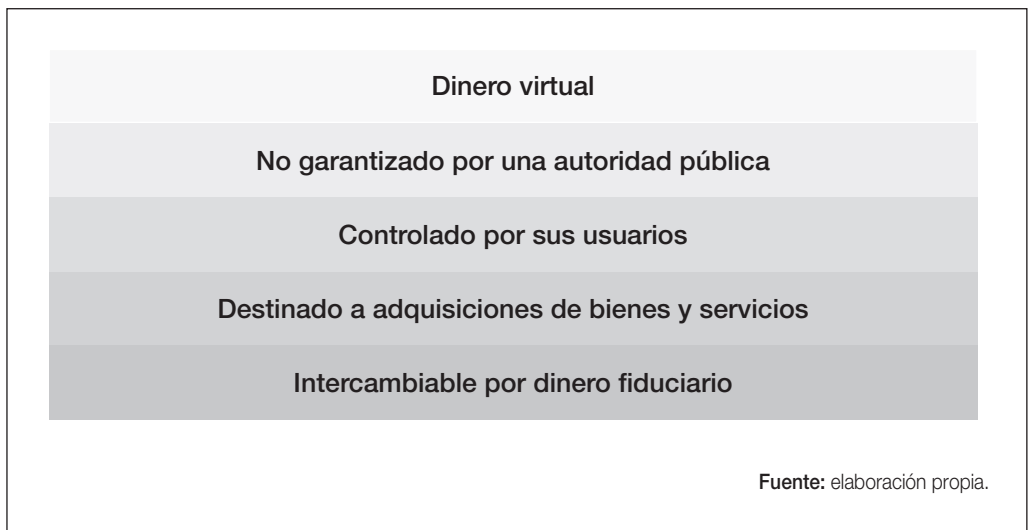 Dinero virtual
No garantizado por una autoridad pública
Controlado por sus usuarios
Destinado a adquisiciones de bienes y servicios
Intercambiable por dinero fiduciario
Fuente: elaboración propia.